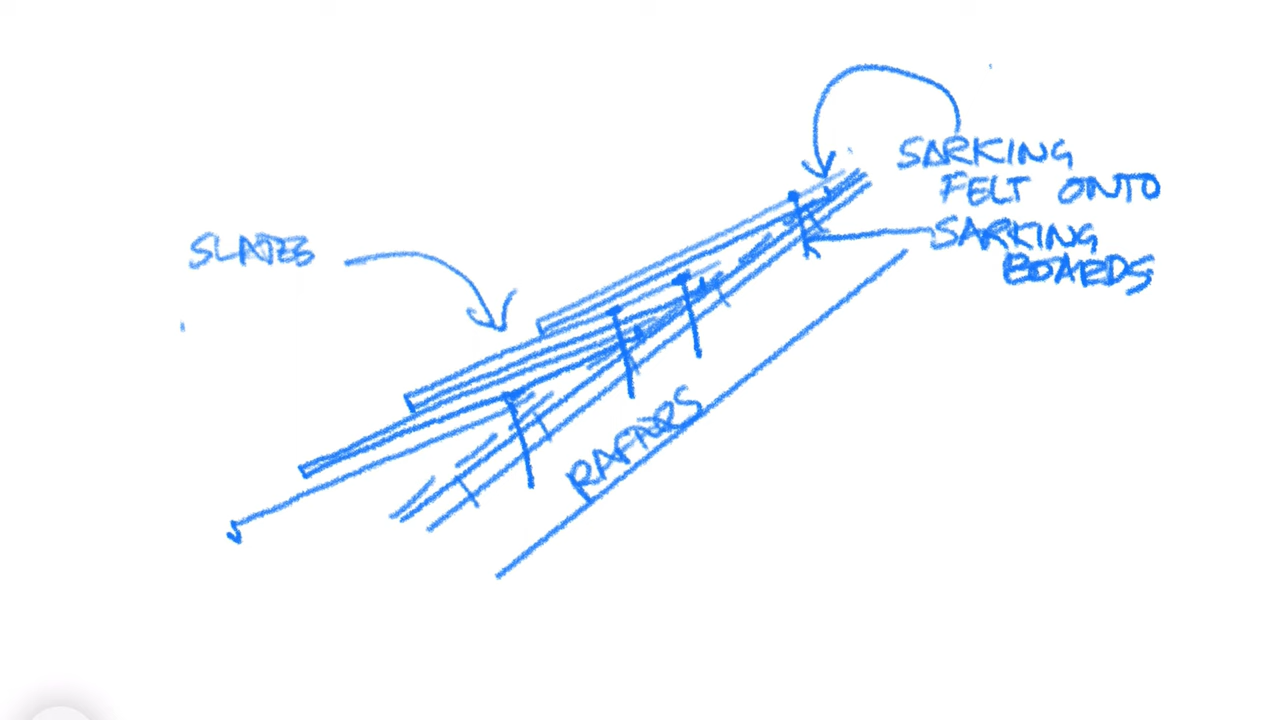 SLATES
SARKING
FELT ONTO
SARKING
BOARDS
RAFTERS